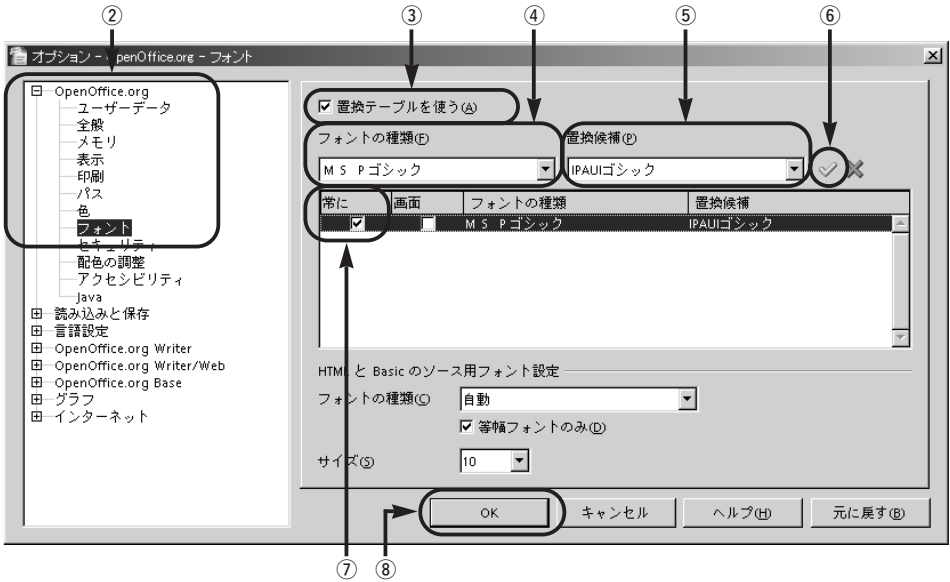 ② ③ ④ ⑤ ⑥
オプション - OpenOffice.org - フォント
OpenOffice.org
ユーザーデータ
全般
メモリ
表示
印刷
パス
色
フォント
セキュリティ
配色の調整
アクセシビリティ
Java
読み込みと保存
言語設定
OpenOffice.org Writer
OpenOffice.org Writer/Web
OpenOffice.org Base
グラフ
インターネット
置換テーブルを使う(A)
フォントの種類(F) 置換候補(P)
ＭＳ Ｐゴシック IPAUIゴシック
常に 画面 フォントの種類 置換候補
ＭＳ Ｐゴシック IPAUIゴシック
HTML と Basic のソース用フォント設定
フォントの種類(C) 自動
等幅フォントのみ(D)
サイズ(S) 10
OK キャンセル ヘルプ(H) 元に戻す(B)
⑦ ⑧